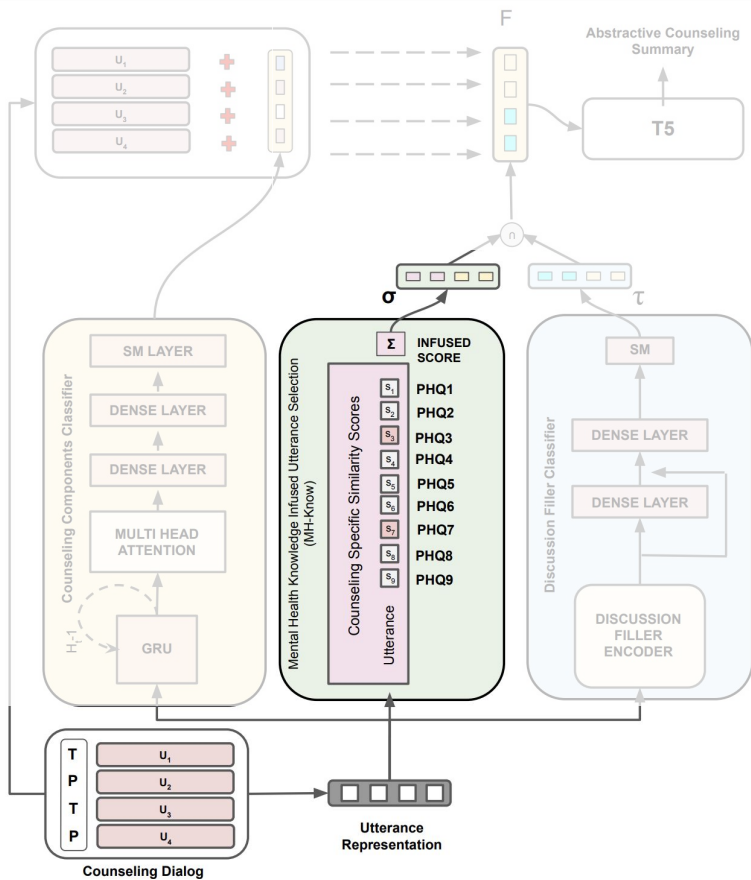 F
Abstractive Counseling
Summary
U1
U2
U3
U4
T5
∩
σ
τ
Counseling Components Classifier
SM LAYER
DENSE LAYER
DENSE LAYER
MULTI HEAD
ATTENTION
GRU
Ht-1
Mental Health Knowledge Infused Utterance Selection
(MH-Know)
Σ
INFUSED
SCORE
Counseling Specific Similarity Scores
Utterance
S1 PHQ1
S2 PHQ2
S3 PHQ3
S4 PHQ4
S5 PHQ5
S6 PHQ6
S7 PHQ7
S8 PHQ8
S9 PHQ9
Discussion Filler Classifier
SM
DENSE LAYER
DENSE LAYER
DISCUSSION
FILLER
ENCODER
T U1
P U2
T U3
P U4
Counseling Dialog
Utterance
Representation